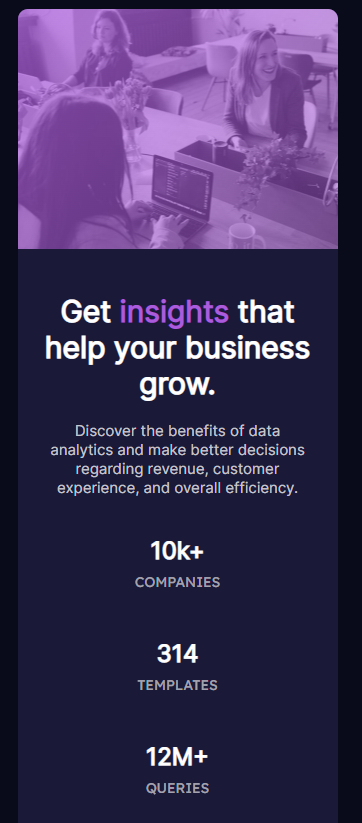 Get insights that
help your business
grow.
Discover the benefits of data
analytics and make better decisions
regarding revenue, customer
experience, and overall efficiency.
10k+
COMPANIES
314
TEMPLATES
12M+
QUERIES